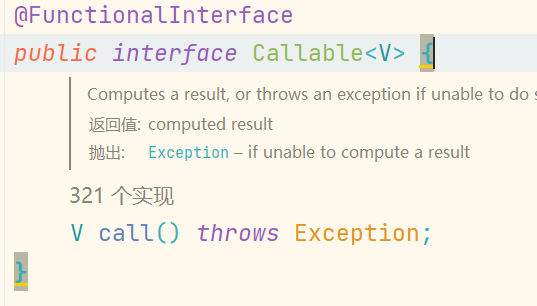 @FunctionalInterface
public interface Callable<V> {
Computes a result, or throws an exception if unable to do
返回值: computed result
抛出: Exception – if unable to compute a result
321 个实现
V call() throws Exception;
}